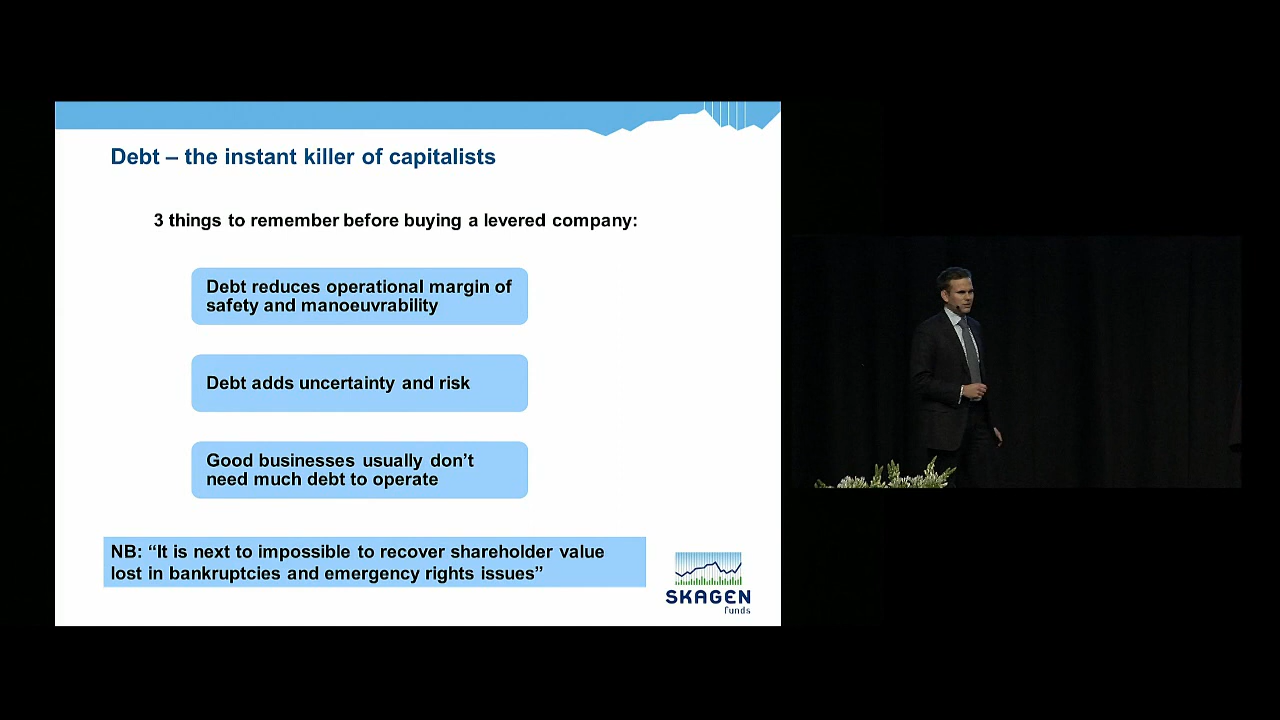 Debt – the instant killer of capitalists
3 things to remember before buying a levered company:
Debt reduces operational margin of
safety and manoeuvrability
Debt adds uncertainty and risk
Good businesses usually don’t
need much debt to operate
NB: “It is next to impossible to recover shareholder value
lost in bankruptcies and emergency rights issues”
SKAGEN
funds